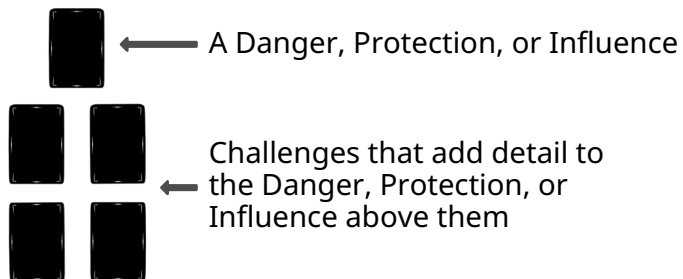 A Danger, Protection, or Influence
Challenges that add detail to
the Danger, Protection, or
Influence above them